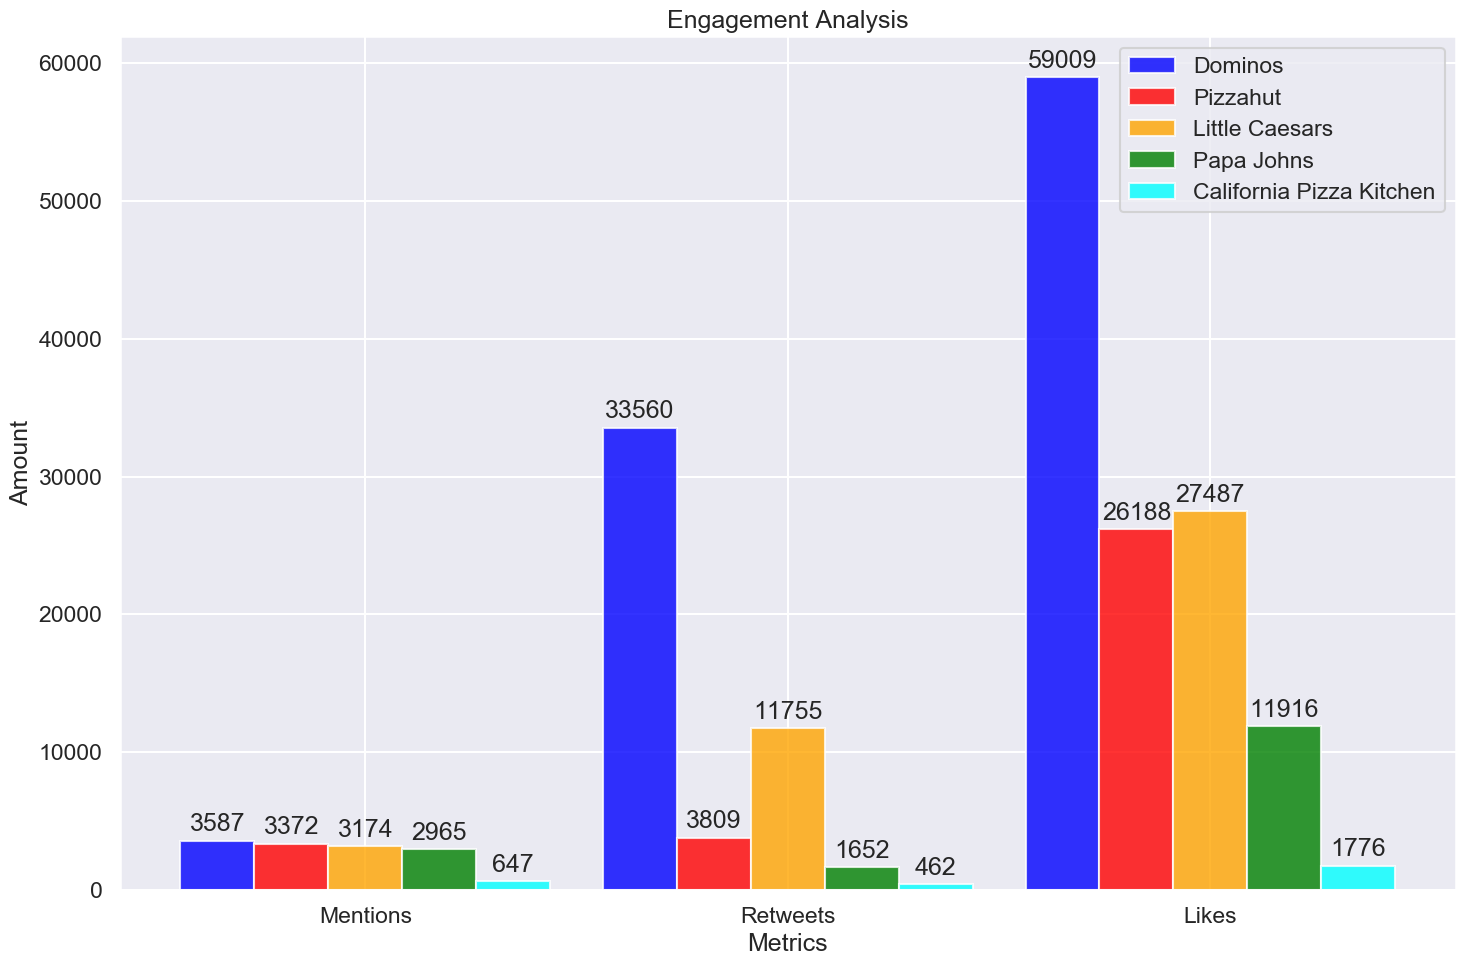 Engagement Analysis
Dominos
Pizzahut
Little Caesars
Papa Johns
California Pizza Kitchen
Amount
60000
50000
40000
30000
20000
10000
0
3587
3372
3174
2965
647
33560
3809
11755
1652
462
59009
26188
27487
11916
1776
Mentions
Retweets
Likes
Metrics